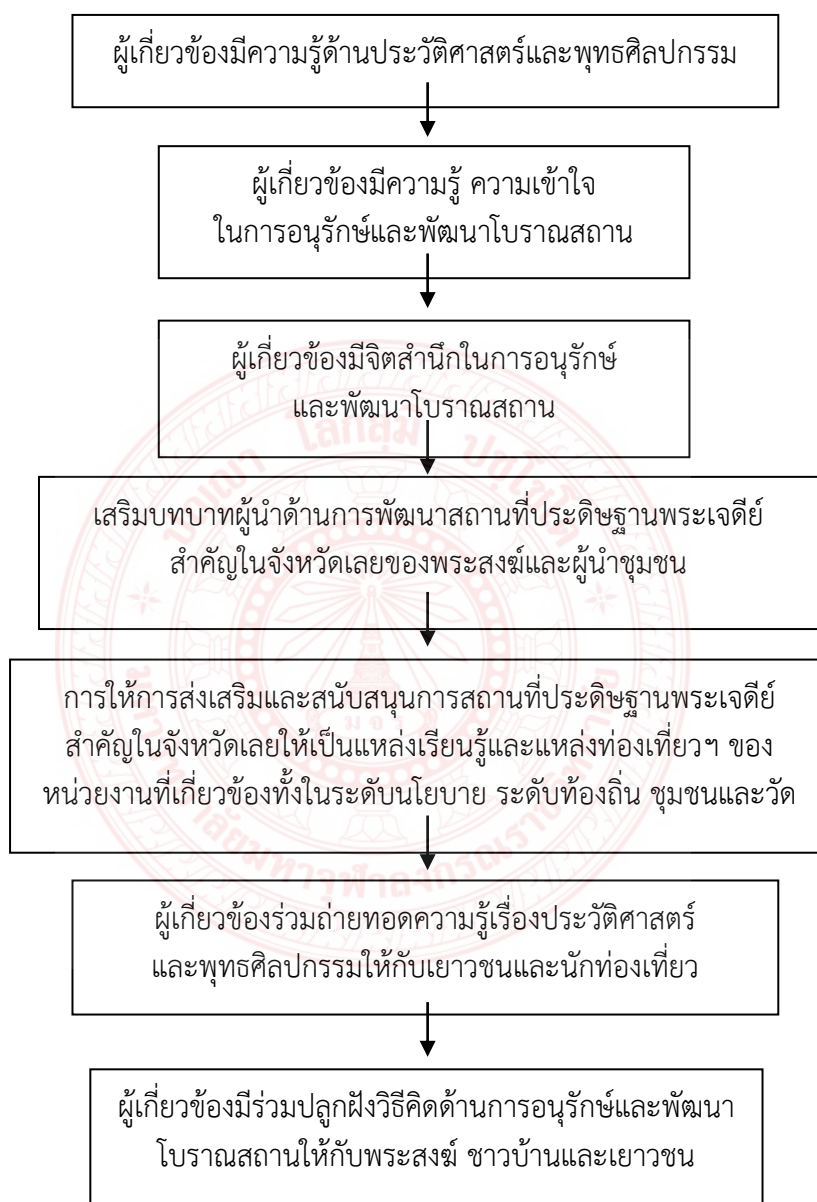 ผู้เกี่ยวข้องมีความรู้ด้านประวัติศาสตร์และพุทธศิลปกรรม
ผู้เกี่ยวข้องมีความรู้ ความเข้าใจ
ในการอนุรักษ์และพัฒนาโบราณสถาน
ผู้เกี่ยวข้องมีจิตสำนึกในการอนุรักษ์
และพัฒนาโบราณสถาน
เสริมบทบาทผู้นำด้านการพัฒนาสถานที่ประดิษฐานพระเจดีย์
สำคัญในจังหวัดเลยของพระสงฆ์และผู้นำชุมชน
การให้การส่งเสริมและสนับสนุนการสถานที่ประดิษฐานพระเจดีย์
สำคัญในจังหวัดเลยให้เป็นแหล่งเรียนรู้และแหล่งท่องเที่ยวฯ ของ
หน่วยงานที่เกี่ยวข้องทั้งในระดับนโยบาย ระดับท้องถิ่น ชุมชนและวัด
ผู้เกี่ยวข้องร่วมถ่ายทอดความรู้เรื่องประวัติศาสตร์
และพุทธศิลปกรรมให้กับเยาวชนและนักท่องเที่ยว
ผู้เกี่ยวข้องมีร่วมปลูกฝังวิธีคิดด้านการอนุรักษ์และพัฒนา
โบราณสถานให้กับพระสงฆ์ ชาวบ้านและเยาวชน